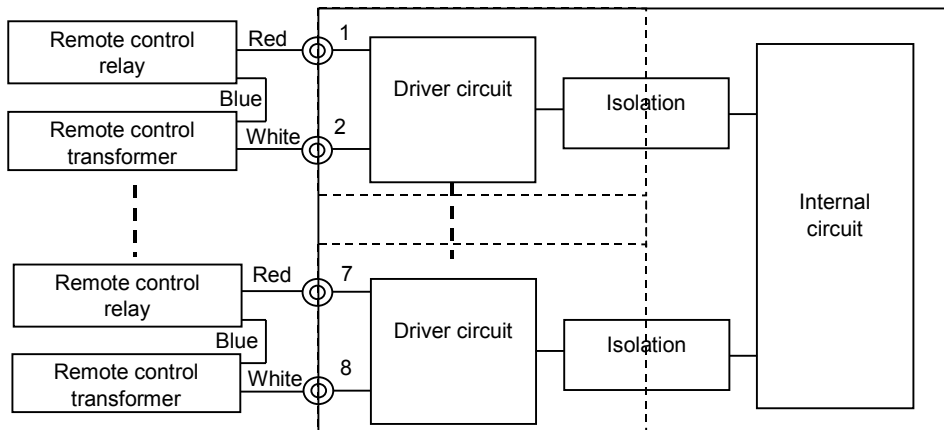 Remote control
relay
Red
1
Blue
Remote control
transformer
White
2
Driver circuit
Isolation
Internal
circuit
Remote control
relay
Red
7
Blue
Remote control
transformer
White
8
Driver circuit
Isolation